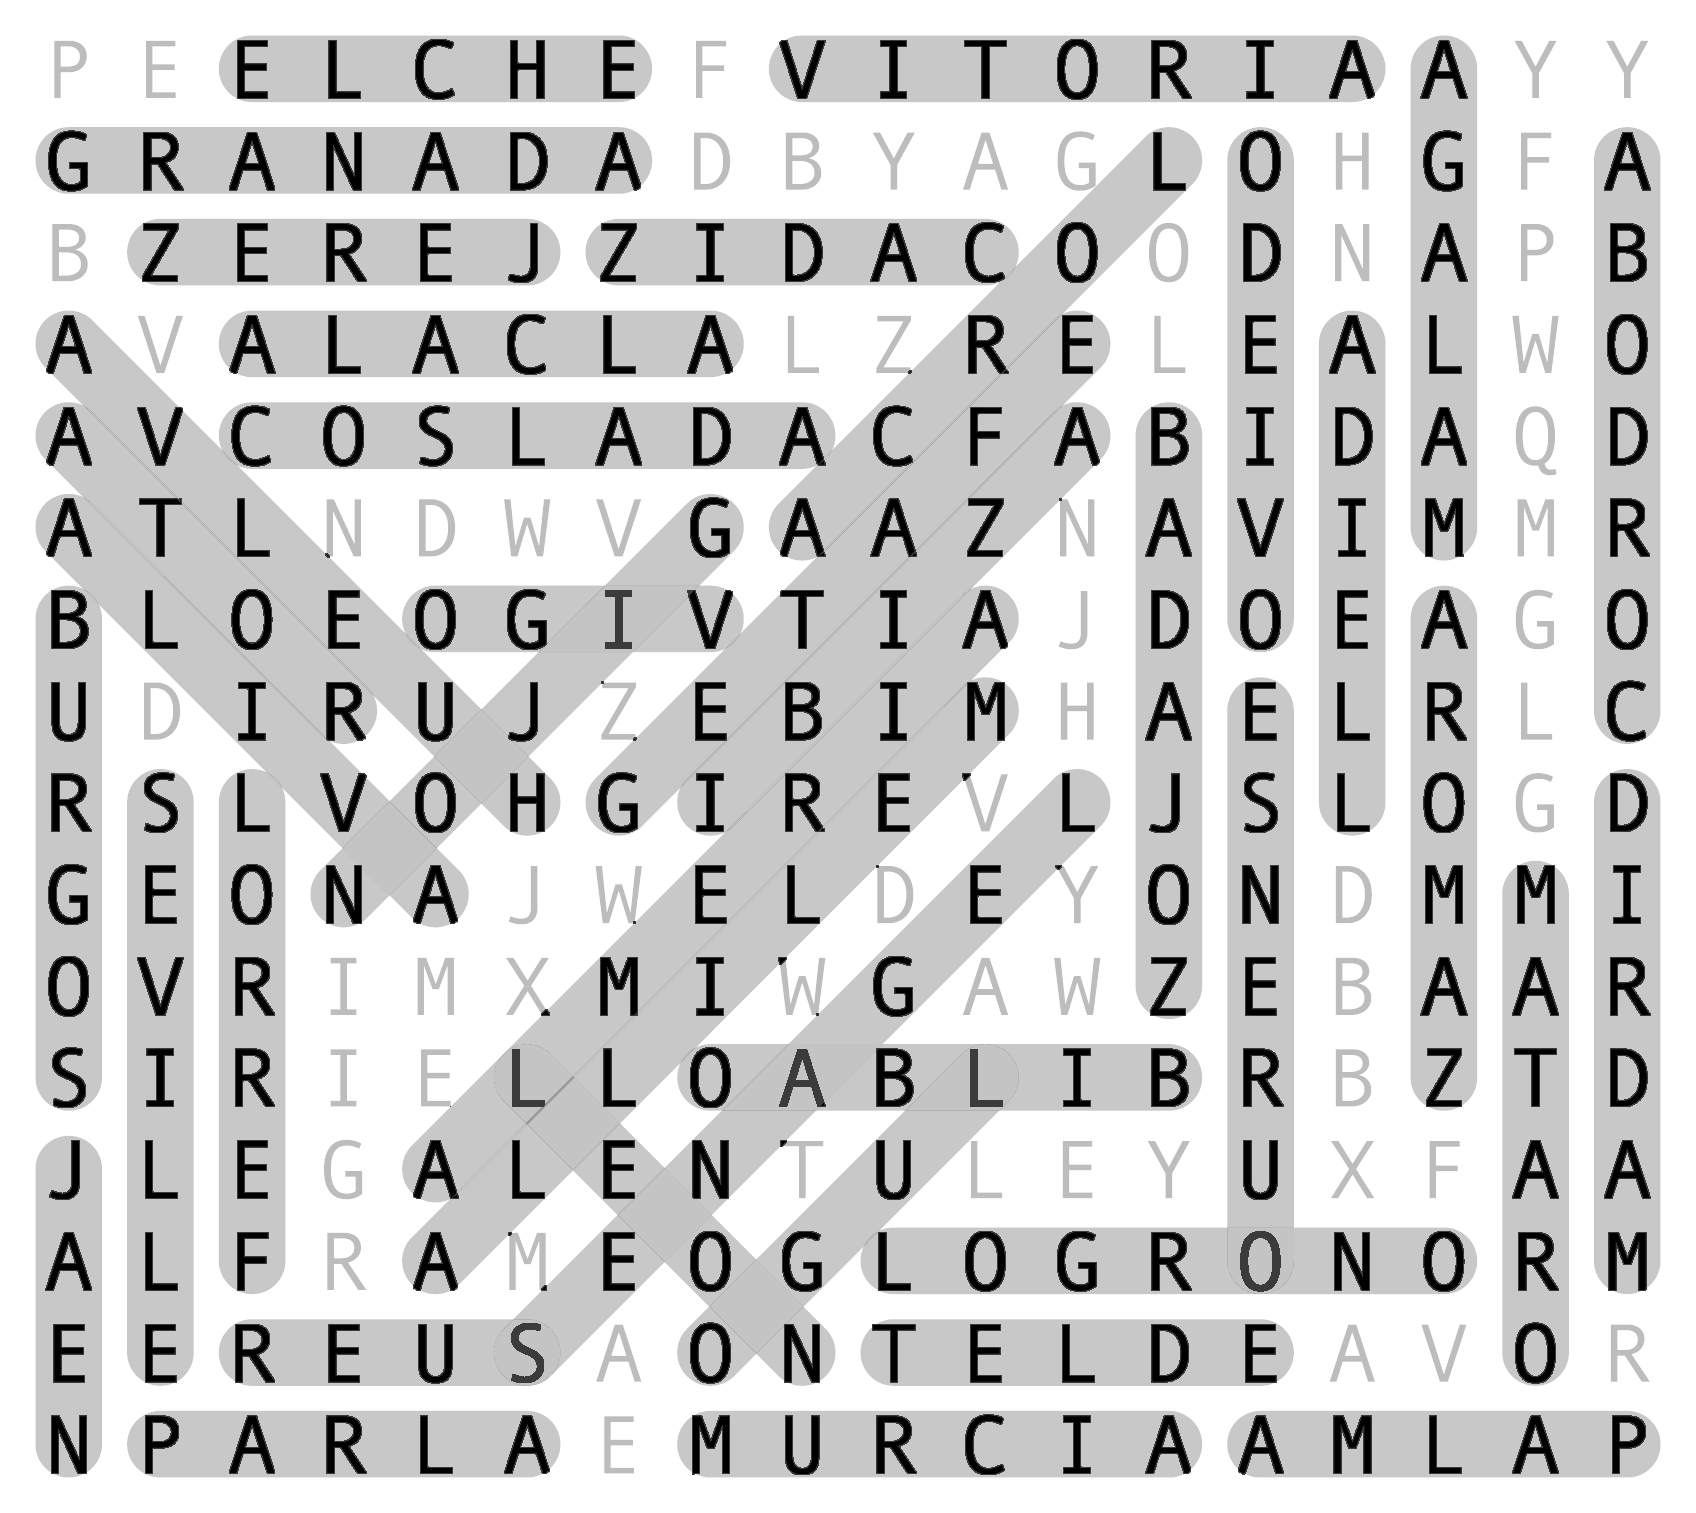 P E E L C H E F V I T O R I A A Y Y
G R A N A D A D B Y A G L O H G F A
B Z E R E J Z I D A C O O D N A P B
A V A L A C L A L Z R E L E A L W O
A V C O S L A D A C F A B I D A Q D
A T L N D W V G A A Z N A V I M M R
B L O E O G I V T I A J D O E A G O
U D I R U J Z E B I M H A E L R L C
R S L V O H G I R E V L J S L O G D
G E O N A J W E L D E Y O N D M M I
O V R I M X M I W G A W Z E B A A R
S I R I E L L O A B L I B R B Z T D
J L E G A L E N T U L E Y U X F A A
A L F R A M E O G L O G R O N O R M
E E R E U S A O N T E L D E A V O R
N P A R L A E M U R C I A A M L A P